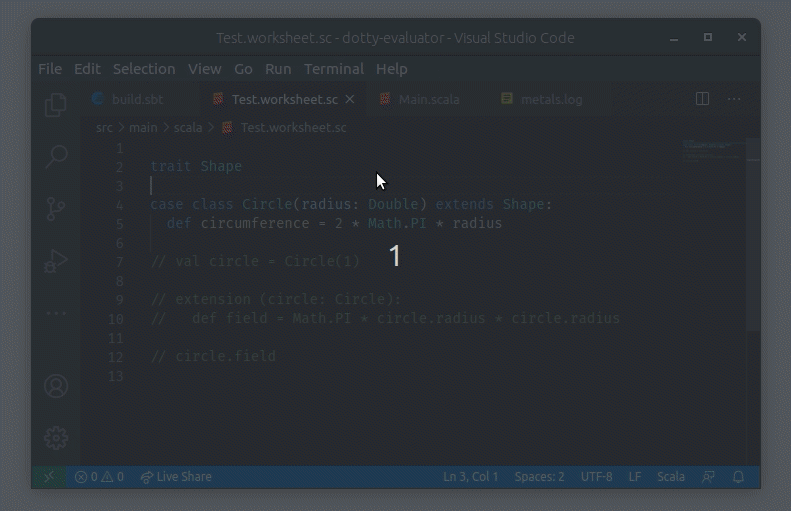 Test.worksheet.sc - dotty-evaluator - Visual Studio Code
File Edit Selection View Go Run Terminal Help
build.sbt Test.worksheet.sc Main.scala metals.log
src > main > scala > Test.worksheet.sc
1
2 trait Shape
3
4 case class Circle(radius: Double) extends Shape:
5 def circumference = 2 * Math.PI * radius
6
7 // val circle = Circle(1)
1
8
9 // extension (circle: Circle):
10 // def field = Math.PI * circle.radius * circle.radius
11
12 // circle.field
13
0 0 Live Share Ln 3, Col 1 Spaces: 2 UTF-8 LF Scala